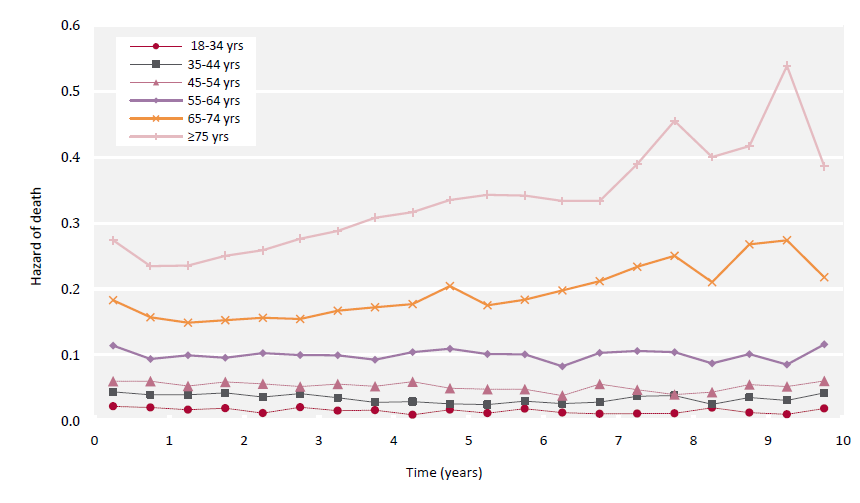 0.6
0.5
0.4
0.3
0.2
0.1
0.0
Hazard of death
18-34 yrs
35-44 yrs
45-54 yrs
55-64 yrs
65-74 yrs
≥75 yrs
0 1 2 3 4 5 6 7 8 9 10
Time (years)